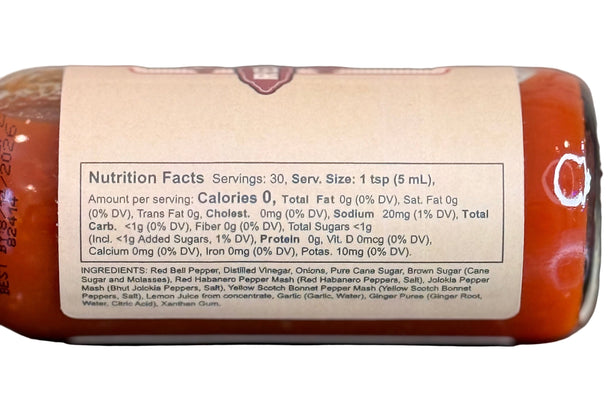 Nutrition Facts Servings: 30, Serv. Size: 1 tsp (5 mL),
Amount per serving: Calories 0, Total Fat 0g (0% DV), Sat. Fat 0g
(0% DV), Trans Fat 0g, Cholest. 0mg (0% DV), Sodium 20mg (1% DV), Total
Carb. <1g (0% DV), Fiber 0g (0% DV), Total Sugars <1g
(Incl. <1g Added Sugars, 1% DV), Protein 0g, Vit. D 0mcg (0% DV),
Calcium 0mg (0% DV), Iron 0mg (0% DV), Potas. 10mg (0% DV).
INGREDIENTS: Red Bell Pepper, Distilled Vinegar, Onions, Pure Cane Sugar, Brown Sugar (Cane
Sugar and Molasses), Red Habanero Pepper Mash (Red Habanero Peppers, Salt), Jolokia Pepper
Mash (Bhut Jolokia Peppers, Salt), Yellow Scotch Bonnet Pepper Mash (Yellow Scotch Bonnet
Peppers, Salt), Lemon Juice from concentrate, Garlic (Garlic, Water), Ginger Puree (Ginger Root,
Water, Citric Acid), Xanthan Gum.
BEST BY